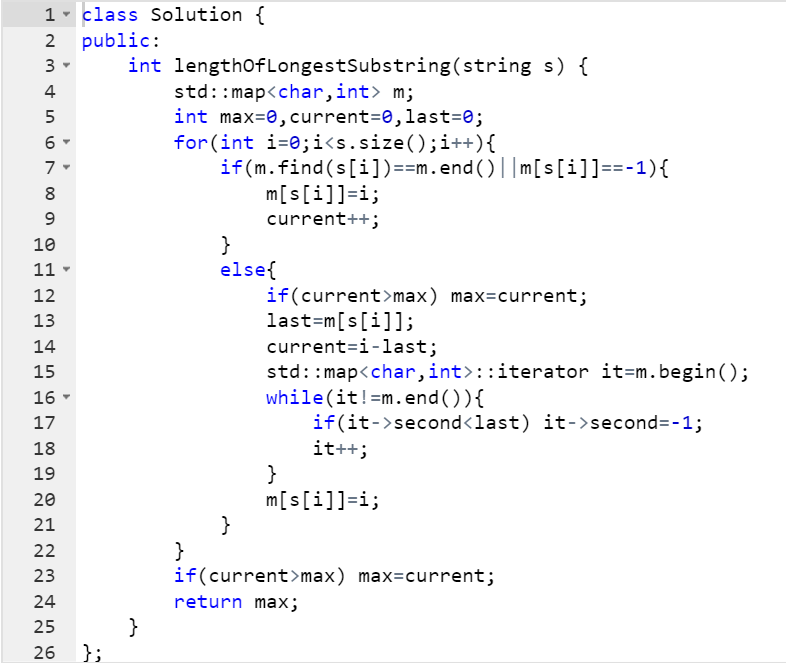 1 class Solution {
2 public:
3     int lengthOfLongestSubstring(string s) {
4         std::map<char,int> m;
5         int max=0,current=0,last=0;
6         for(int i=0;i<s.size();i++){
7             if(m.find(s[i])==m.end()||m[s[i]]==-1){
8                 m[s[i]]=i;
9                 current++;
10             }
11             else{
12                 if(current>max) max=current;
13                 last=m[s[i]];
14                 current=i-last;
15                 std::map<char,int>::iterator it=m.begin();
16                 while(it!=m.end()){
17                     if(it->second<last) it->second=-1;
18                     it++;
19                 }
20                 m[s[i]]=i;
21             }
22         }
23         if(current>max) max=current;
24         return max;
25     }
26 };